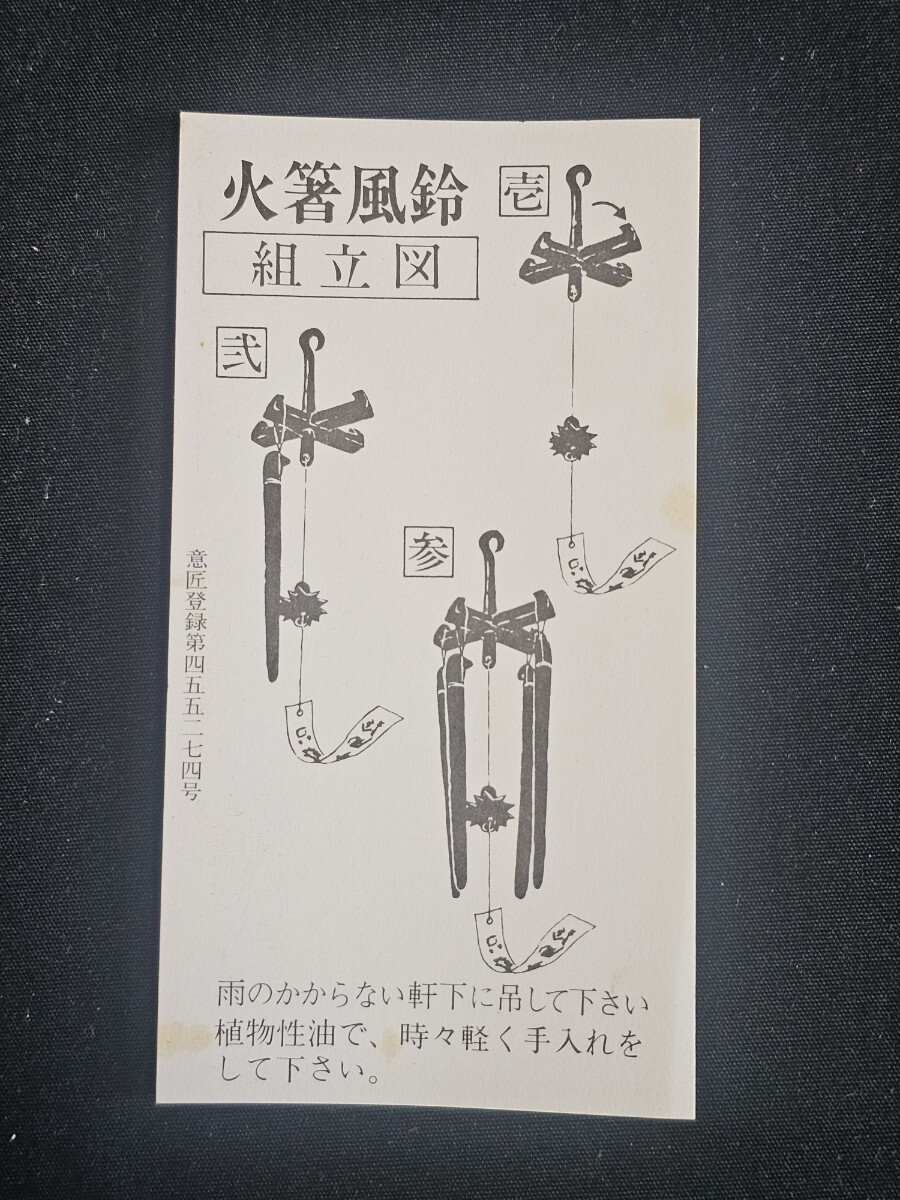 火箸風鈴
組立図
壱
弐
参
意匠登録第四五五二七四号
雨のかからない軒下に吊して下さい
植物性油で、時々軽く手入れを
して下さい。